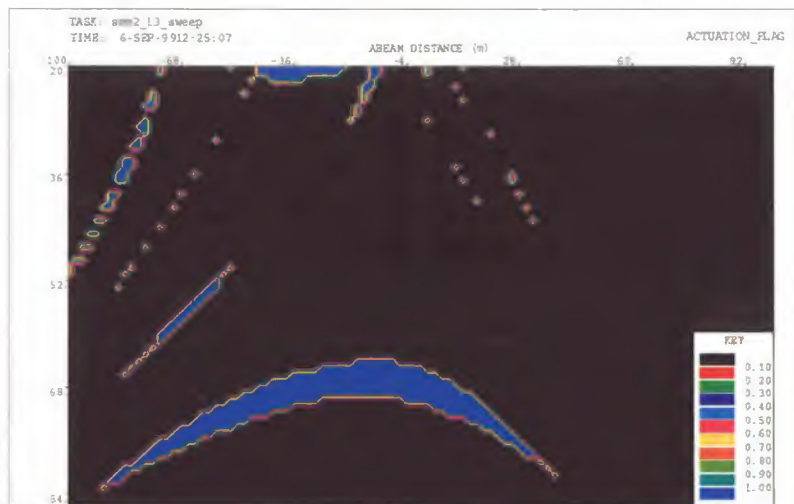 TASK: smm2_13_sweep
TIME: 6-SEP-9912-25:07
ACTUATION_FLAG
ABEAM DISTANCE (m)
-100. -68. -36. -4. 28. 60. 92.
20.
36.
52.
68.
84
KEY
0.10
0.20
0.30
0.40
0.50
0.60
0.70
0.80
0.90
1.00